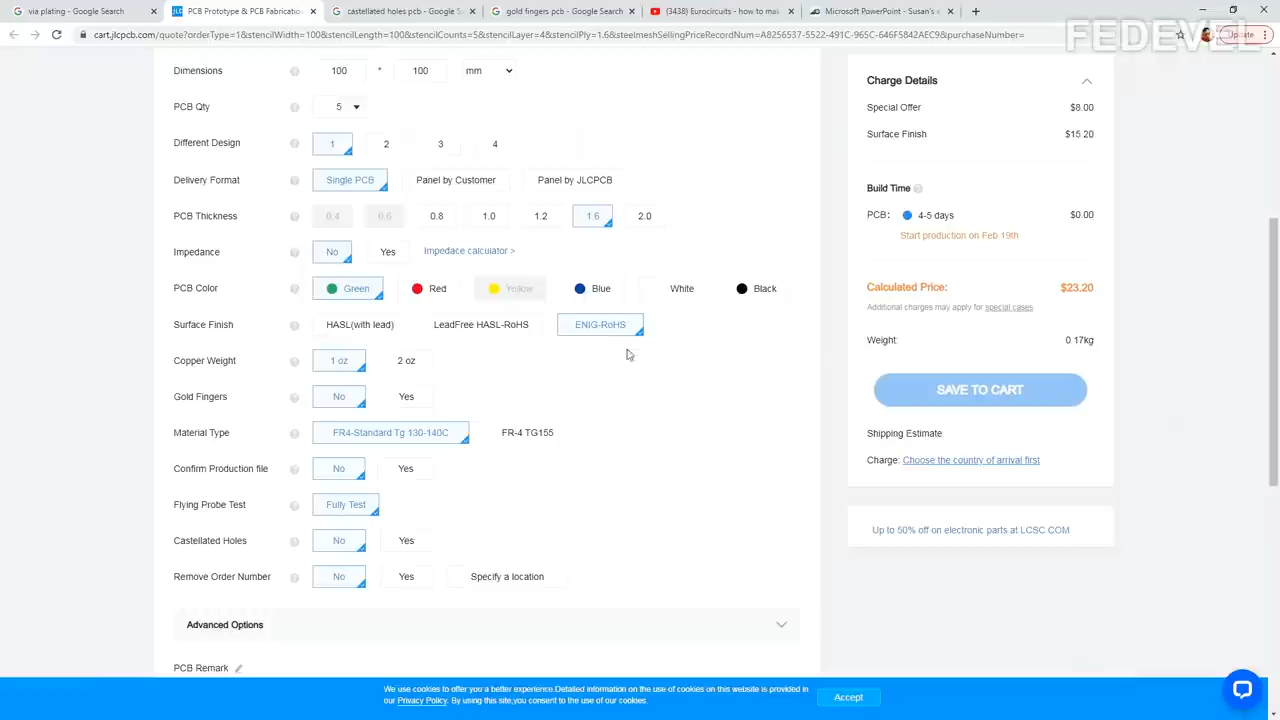 via plating - Google Search
PCB Prototype & PCB Fabrication
castellated holes pcb - Google S
gold fingers pcb - Google Search
(3438) Eurocircuits - how to mak
Microsoft PowerPoint - Susan's e
cart.jlcpcb.com/quote?orderType=1&stencilWidth=100&stencilLength=100&stencilCounts=5&stencilLayer=4&stencilPly=1.6&steelmeshSellingPriceRecordNum=A8256537-5522-491C-965C-646F5842AEC9&purchaseNumber=
Update
FEDEVEL
Dimensions 100 * 100 mm
PCB Qty 5
Different Design 1 2 3 4
Delivery Format Single PCB Panel by Customer Panel by JLCPCB
PCB Thickness 0.4 0.6 0.8 1.0 1.2 1.6 2.0
Impedance No Yes Impedace calculator >
PCB Color Green Red Yellow Blue White Black
Surface Finish HASL(with lead) LeadFree HASL-RoHS ENIG-RoHS
Copper Weight 1 oz 2 oz
Gold Fingers No Yes
Material Type FR4-Standard Tg 130-140C FR-4 TG155
Confirm Production file No Yes
Flying Probe Test Fully Test
Castellated Holes No Yes
Remove Order Number No Yes Specify a location
Advanced Options
PCB Remark
Charge Details
Special Offer $8.00
Surface Finish $15.20
Build Time
PCB: 4-5 days $0.00
Start production on Feb 19th
Calculated Price: $23.20
Additional charges may apply for special cases
Weight: 0.17kg
SAVE TO CART
Shipping Estimate
Charge: Choose the country of arrival first
Up to 50% off on electronic parts at LCSC.COM
We use cookies to offer you a better experience.Detailed information on the use of cookies on this website is provided in
our Privacy Policy. By using this site,you consent to the use of our cookies.
Accept